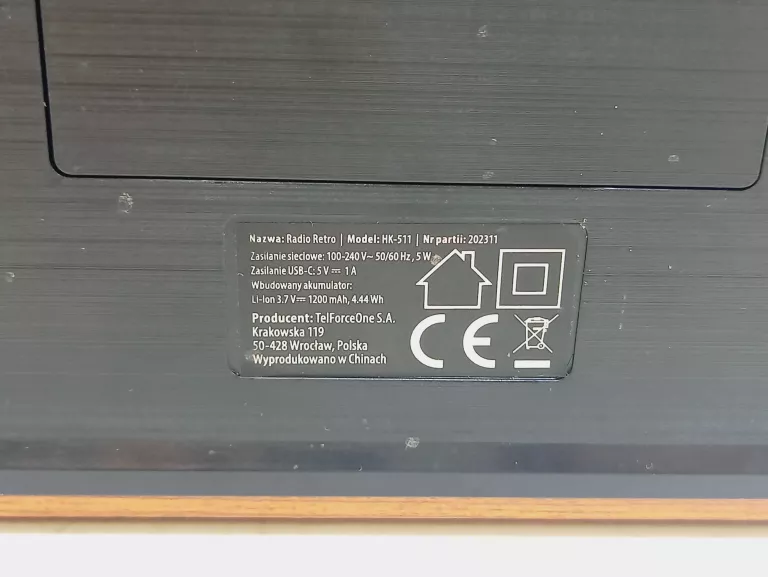 Nazwa: Radio Retro | Model: HK-511 | Nr partii: 202311
Zasilanie sieciowe: 100-240 V~ 50/60 Hz, 5 W
Zasilanie USB-C: 5 V ⎓ 1 A
Wbudowany akumulator:
Li-Ion 3.7 V⎓ 1200 mAh, 4.44 Wh
Producent: TelForceOne S.A.
Krakowska 119
50-428 Wrocław, Polska
Wyprodukowano w Chinach
CE